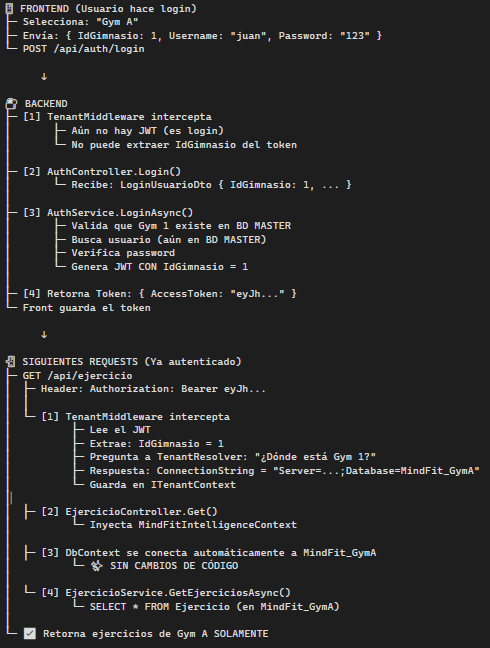 FRONTEND (Usuario hace login)
├─ Selecciona: "Gym A"
├─ Envía: { IdGimnasio: 1, Username: "juan", Password: "123" }
└─ POST /api/auth/login
↓
BACKEND
├─ [1] TenantMiddleware intercepta
│ ├─ Aún no hay JWT (es login)
│ └─ No puede extraer IdGimnasio del token
│
├─ [2] AuthController.Login()
│ └─ Recibe: LoginUsuarioDto { IdGimnasio: 1, ... }
│
├─ [3] AuthService.LoginAsync()
│ ├─ Valida que Gym 1 existe en BD MASTER
│ ├─ Busca usuario (aún en BD MASTER)
│ ├─ Verifica password
│ └─ Genera JWT CON IdGimnasio = 1
│
├─ [4] Retorna Token: { AccessToken: "eyJh..." }
└─ Front guarda el token
↓
SIGUIENTES REQUESTS (Ya autenticado)
├─ GET /api/ejercicio
│ ├─ Header: Authorization: Bearer eyJh...
│ │
│ └─ [1] TenantMiddleware intercepta
│ ├─ Lee el JWT
│ ├─ Extrae: IdGimnasio = 1
│ ├─ Pregunta a TenantResolver: "¿Dónde está Gym 1?"
│ ├─ Respuesta: ConnectionString = "Server=...;Database=MindFit_GymA"
│ └─ Guarda en ITenantContext
│
│ ├─ [2] EjercicioController.Get()
│ └─ Inyecta MindFitIntelligenceContext
│
│ ├─ [3] DbContext se conecta automáticamente a MindFit_GymA
│ └─ ✨ SIN CAMBIOS DE CÓDIGO
│
│ └─ [4] EjercicioService.GetEjerciciosAsync()
│ └─ SELECT * FROM Ejercicio (en MindFit_GymA)
│
└─ ✅ Retorna ejercicios de Gym A SOLAMENTE